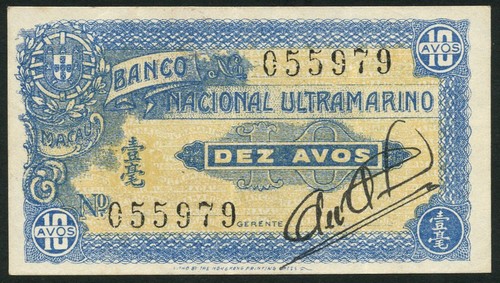 10 AVOS
BANCO No. 055979
NACIONAL ULTRAMARINO
MACAU
壹毫
10
DEZ AVOS
No. 055979
GERENTE
10 AVOS
壹毫